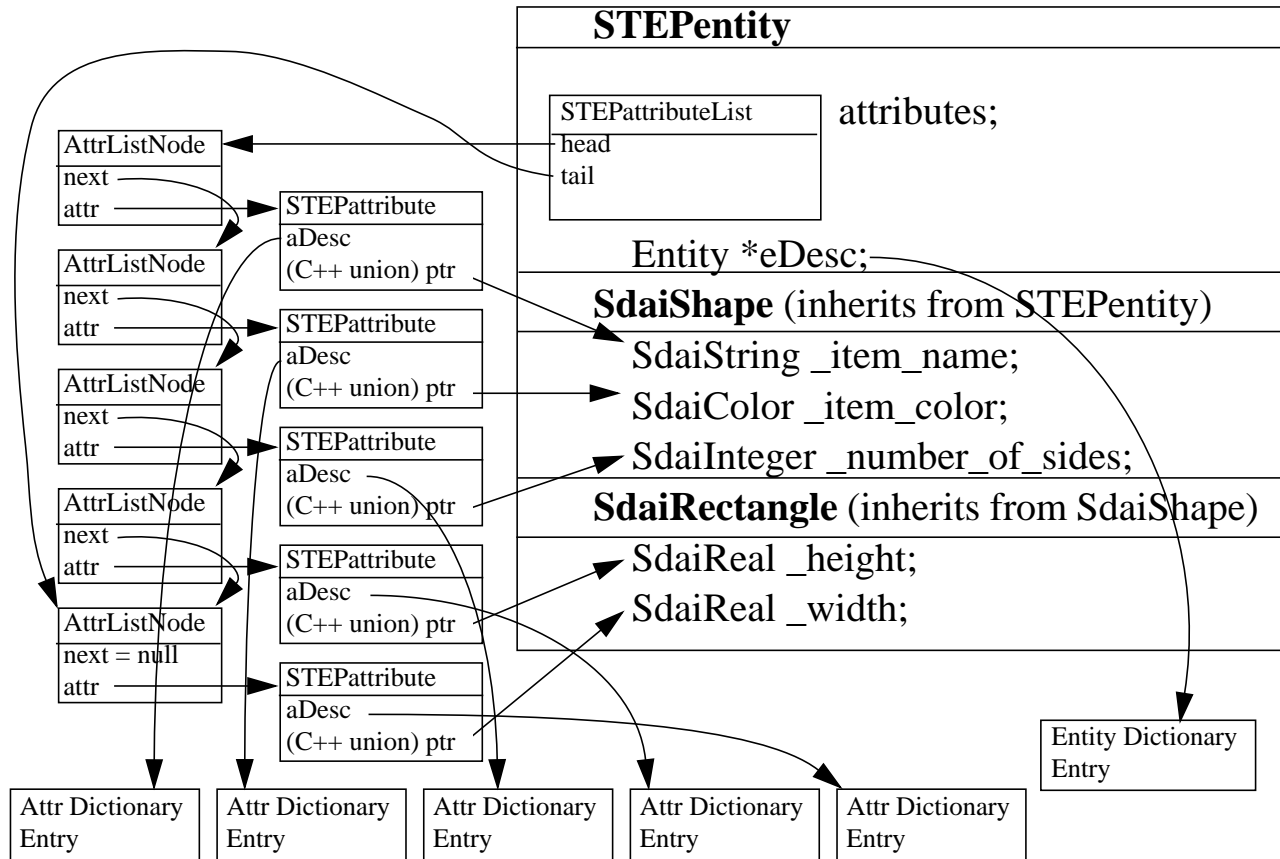 STEPentity
STEPattributeList
attributes;
head
tail
Entity *eDesc;
SdaiShape (inherits from STEPentity)
SdaiString _item_name;
SdaiColor _item_color;
SdaiInteger _number_of_sides;
SdaiRectangle (inherits from SdaiShape)
SdaiReal _height;
SdaiReal _width;
AttrListNode
next
attr
AttrListNode
next
attr
AttrListNode
next
attr
AttrListNode
next
attr
AttrListNode
next = null
attr
STEPattribute
aDesc
(C++ union) ptr
STEPattribute
aDesc
(C++ union) ptr
STEPattribute
aDesc
(C++ union) ptr
STEPattribute
aDesc
(C++ union) ptr
STEPattribute
aDesc
(C++ union) ptr
Entity Dictionary
Entry
Attr Dictionary
Entry
Attr Dictionary
Entry
Attr Dictionary
Entry
Attr Dictionary
Entry
Attr Dictionary
Entry